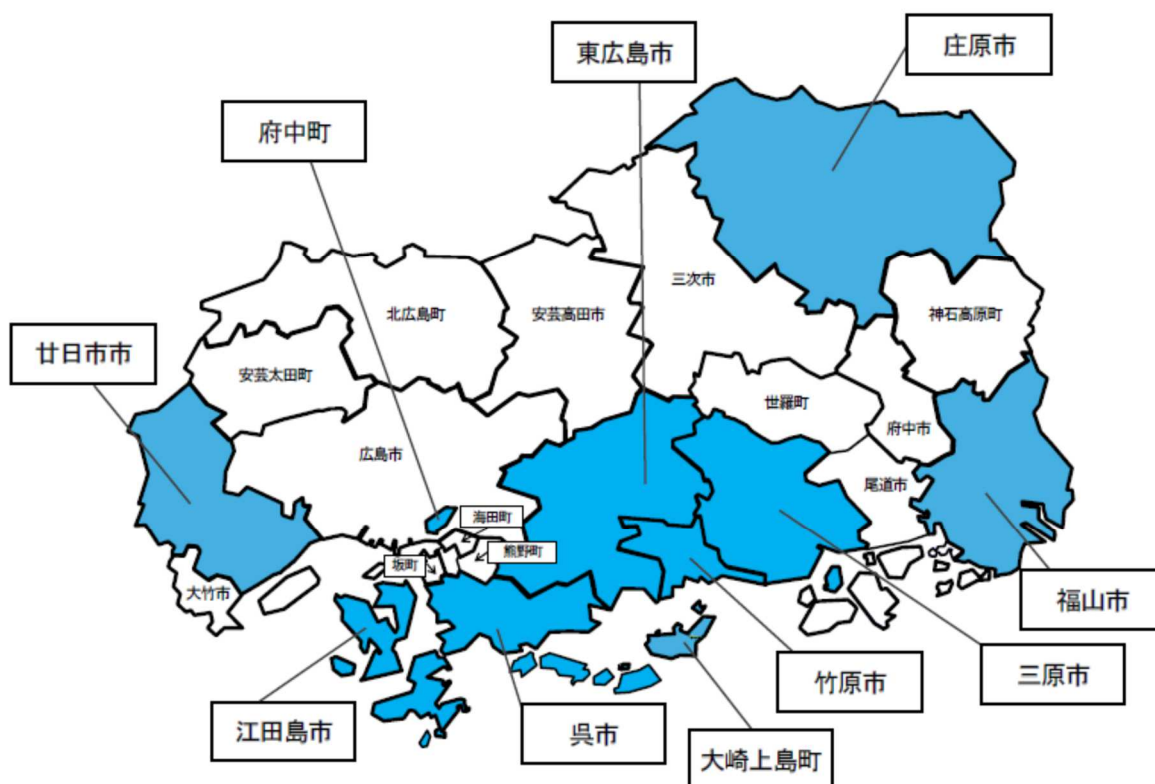 東広島市
庄原市
府中町
三次市
北広島町
安芸高田市
神石高原町
廿日市市
安芸太田町
世羅町
府中市
広島市
尾道市
海田町
熊野町
坂町
大竹市
福山市
竹原市
三原市
江田島市
呉市
大崎上島町